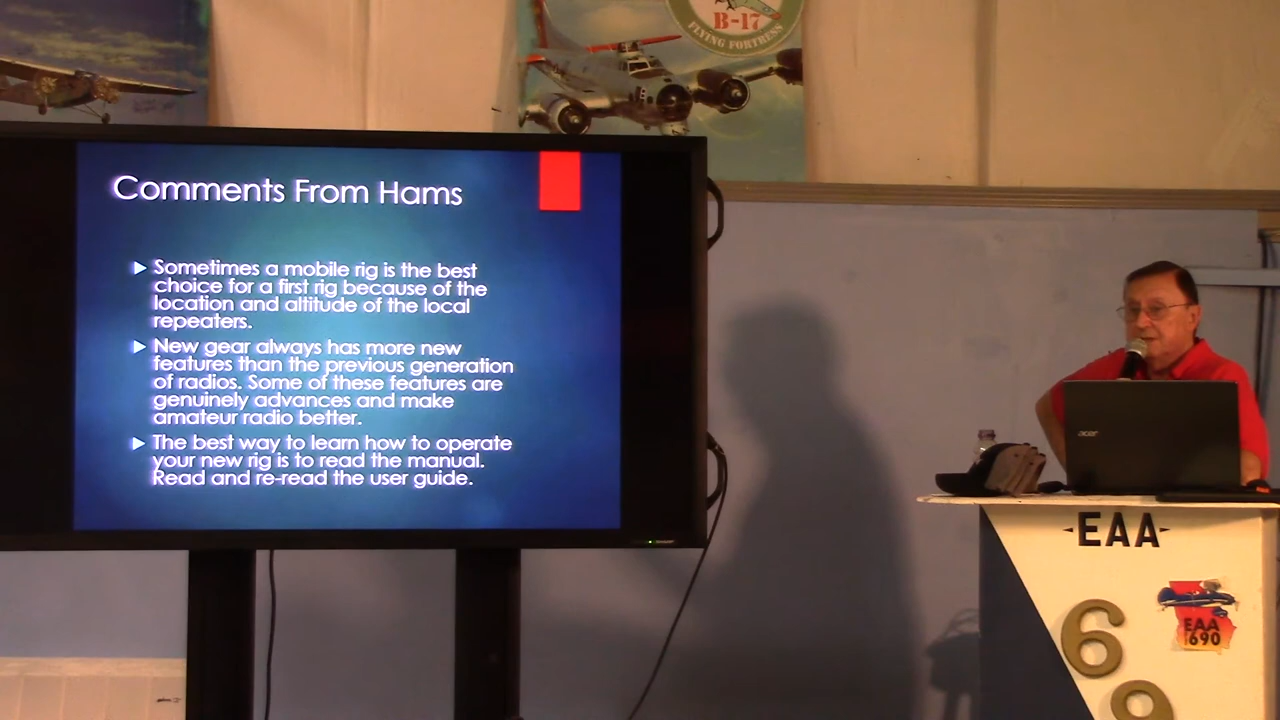 B-17
FLYING FORTRESS
Comments From Hams
Sometimes a mobile rig is the best
choice for a first rig because of the
location and altitude of the local
repeaters.
New gear always has more new
features than the previous generation
of radios. Some of these features are
genuinely advances and make
amateur radio better.
The best way to learn how to operate
your new rig is to read the manual.
Read and re-read the user guide.
acer
EAA
69
EAA
690